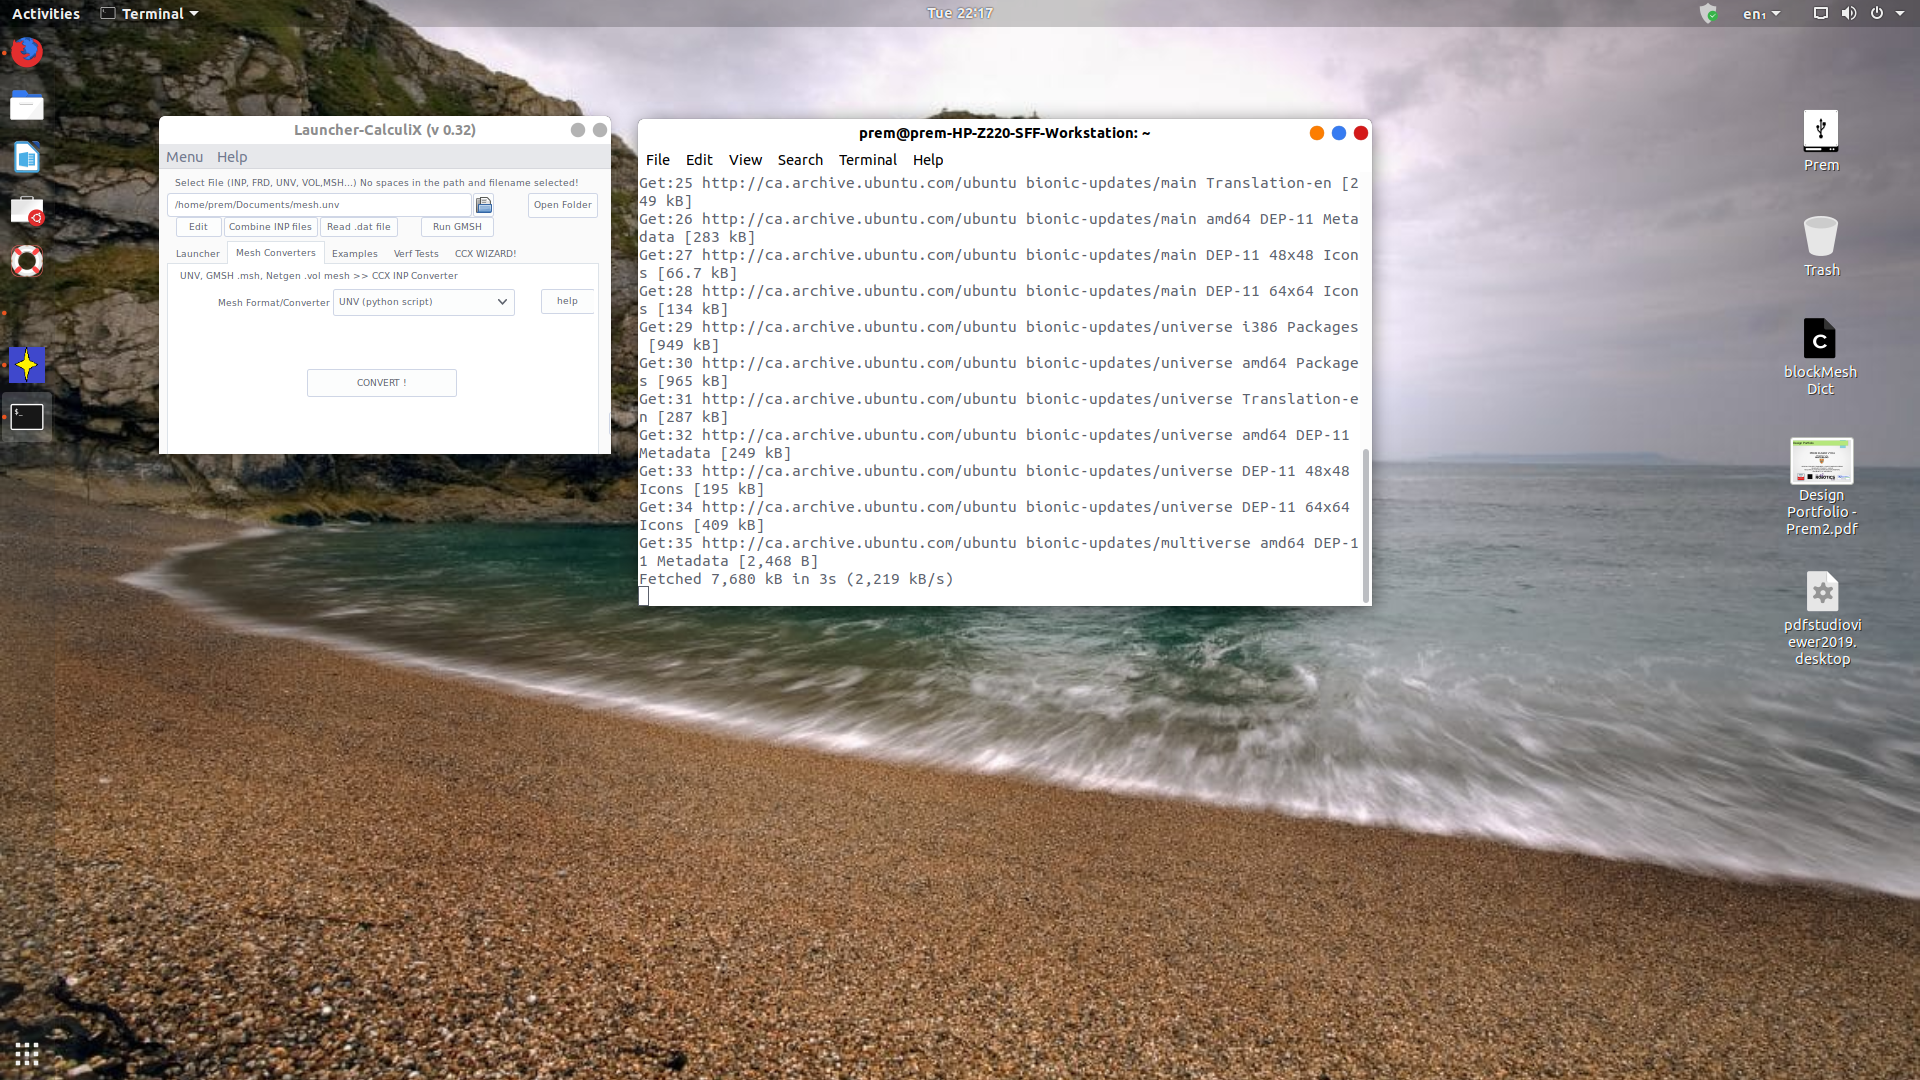 Activities
Terminal
Tue 22:17
en₁
Launcher-CalculiX (v 0.32)
Menu Help
Select File (INP, FRD, UNV, VOL,MSH...) No spaces in the path and filename selected!
/home/prem/Documents/mesh.unv
Open Folder
Edit
Combine INP files
Read .dat file
Run GMSH
Launcher
Mesh Converters
Examples
Verf Tests
CCX WIZARD!
UNV, GMSH .msh, Netgen .vol mesh >> CCX INP Converter
Mesh Format/Converter
UNV (python script)
help
CONVERT !
prem@prem-HP-Z220-SFF-Workstation: ~
File Edit View Search Terminal Help
Get:25 http://ca.archive.ubuntu.com/ubuntu bionic-updates/main Translation-en [2
49 kB]
Get:26 http://ca.archive.ubuntu.com/ubuntu bionic-updates/main amd64 DEP-11 Meta
data [283 kB]
Get:27 http://ca.archive.ubuntu.com/ubuntu bionic-updates/main DEP-11 48x48 Icon
s [66.7 kB]
Get:28 http://ca.archive.ubuntu.com/ubuntu bionic-updates/main DEP-11 64x64 Icon
s [134 kB]
Get:29 http://ca.archive.ubuntu.com/ubuntu bionic-updates/universe i386 Packages
 [949 kB]
Get:30 http://ca.archive.ubuntu.com/ubuntu bionic-updates/universe amd64 Package
s [965 kB]
Get:31 http://ca.archive.ubuntu.com/ubuntu bionic-updates/universe Translation-e
n [287 kB]
Get:32 http://ca.archive.ubuntu.com/ubuntu bionic-updates/universe amd64 DEP-11
Metadata [249 kB]
Get:33 http://ca.archive.ubuntu.com/ubuntu bionic-updates/universe DEP-11 48x48
Icons [195 kB]
Get:34 http://ca.archive.ubuntu.com/ubuntu bionic-updates/universe DEP-11 64x64
Icons [409 kB]
Get:35 http://ca.archive.ubuntu.com/ubuntu bionic-updates/multiverse amd64 DEP-1
1 Metadata [2,468 B]
Fetched 7,680 kB in 3s (2,219 kB/s)
Prem
Trash
C
blockMesh
Dict
Design
Portfolio -
Prem2.pdf
pdfstudiovi
ewer2019.
desktop